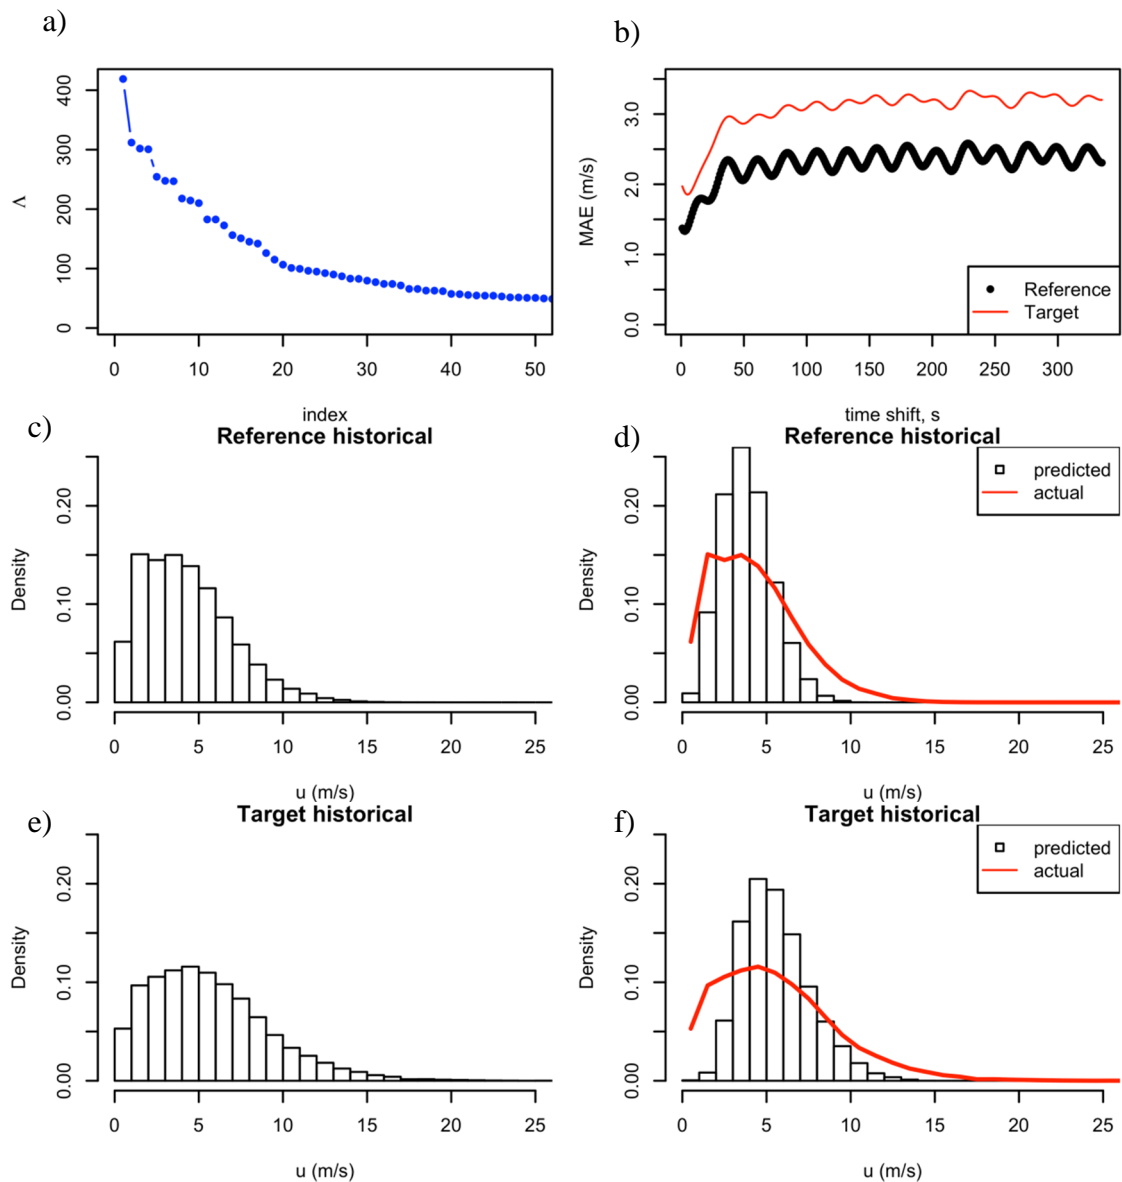 a)
Λ
400
300
200
100
0
0 10 20 30 40 50
index
b)
MAE (m/s)
3.0
2.0
1.0
0.0
Reference
Target
0 50 100 150 200 250 300
time shift, s
c)
Reference historical
Density
0.20
0.10
0.00
0 5 10 15 20 25
u (m/s)
d)
Reference historical
predicted
actual
Density
0.20
0.10
0.00
0 5 10 15 20 25
u (m/s)
e)
Target historical
Density
0.20
0.10
0.00
0 5 10 15 20 25
u (m/s)
f)
Target historical
predicted
actual
Density
0.20
0.10
0.00
0 5 10 15 20 25
u (m/s)